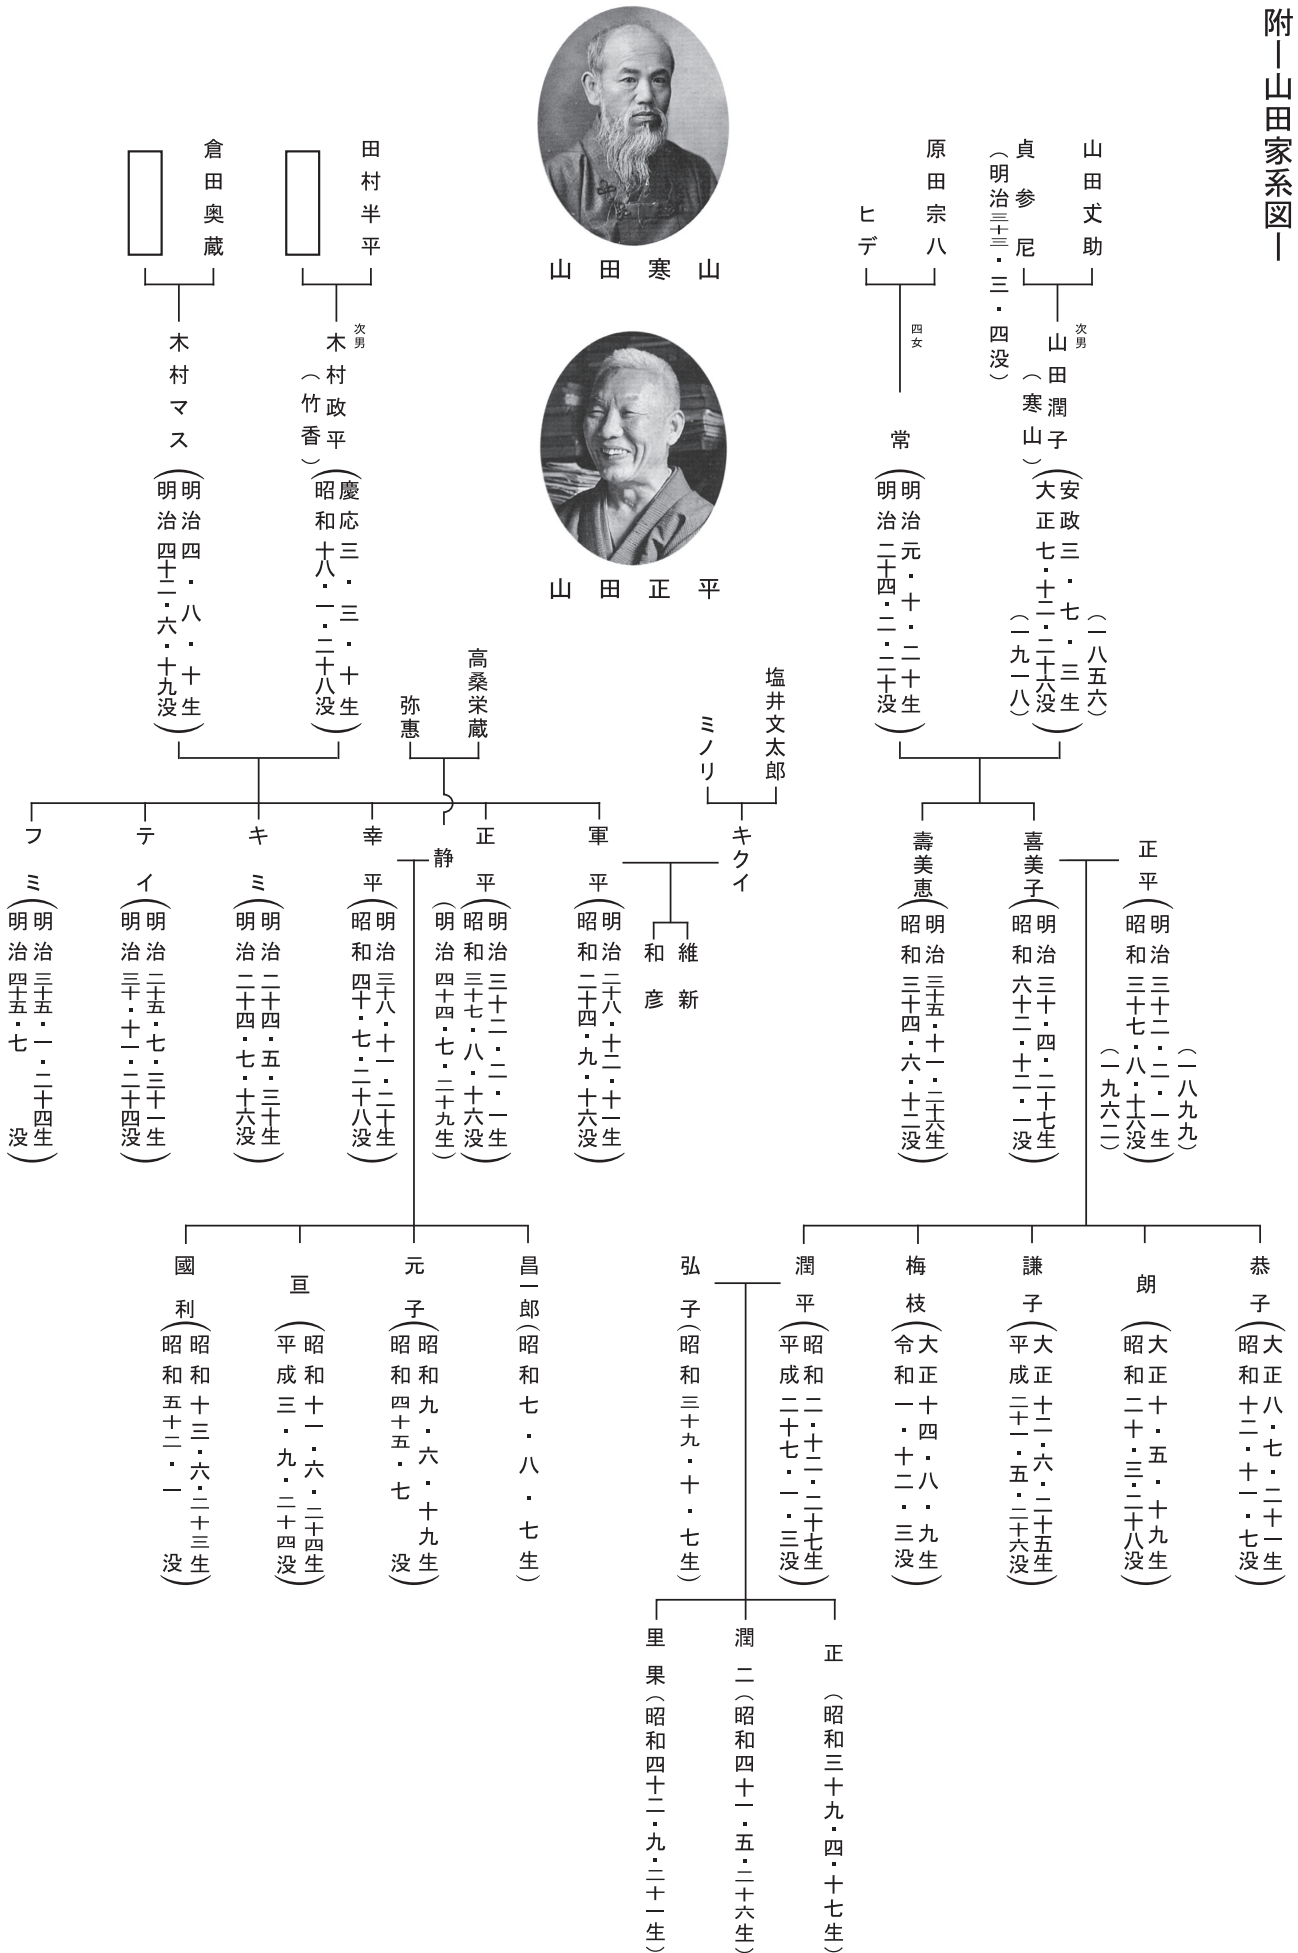 附―山田家系図―
山田丈助
貞参尼
（明治三十三・三・四没）
次男
山田潤子
（寒山）
安政三・七・三生
大正七・十二・二十六没
（一八五六）
（一九一八）
原田宗八
ヒデ
四女
常
明治元・十・二十生
明治二十四・二・二十没
山田寒山
山田正平
田村半平
次男
木村政平
（竹香）
慶応三・三・十生
昭和十八・一・二十八没
倉田奥蔵
木村マス
明治四・八・十生
明治四十二・六・十九没
正平
明治三十二・二・一生
昭和三十七・八・十六没
（一八九九）
（一九六二）
喜美子
明治三十・四・二十七生
昭和六十二・十二・一没
壽美恵
明治三十五・十一・二十六生
昭和三十四・六・十二没
塩井文太郎
ミノリ
キクイ
維新
和彦
軍平
明治二十八・十二・十一生
昭和二十四・九・十六没
正平
明治三十二・二・一生
昭和三十七・八・十六没
高桑栄蔵
弥惠
静
（明治四十四・七・二十九生）
幸平
明治三十八・十一・二十生
昭和四十・七・二十八没
キミ
明治二十四・五・三十生
明治二十四・七・十六没
テイ
明治二十五・七・三十一生
明治三十・十一・二十四没
フミ
明治三十五・一・二十四生
明治四十五・七　没
恭子
大正八・七・二十一生
昭和十二・十一・七没
朗
大正十・五・十九生
昭和二十・三・二十八没
謙子
大正十二・六・二十五生
平成二十一・五・二十六没
梅枝
大正十四・八・九生
令和一・十二・三没
潤平
昭和二・十二・二十七生
平成二十七・一・三没
弘子
（昭和三十九・十・七生）
昌一郎
（昭和七・八・七生）
元子
昭和九・六・十九生
昭和四十五・七　没
亘
昭和十一・六・二十四生
平成三・九・二十四没
國利
昭和十三・六・二十三生
昭和五十二・一　没
正
（昭和三十九・四・十七生）
潤二
（昭和四十一・五・二十六生）
里果
（昭和四十二・九・二十一生）